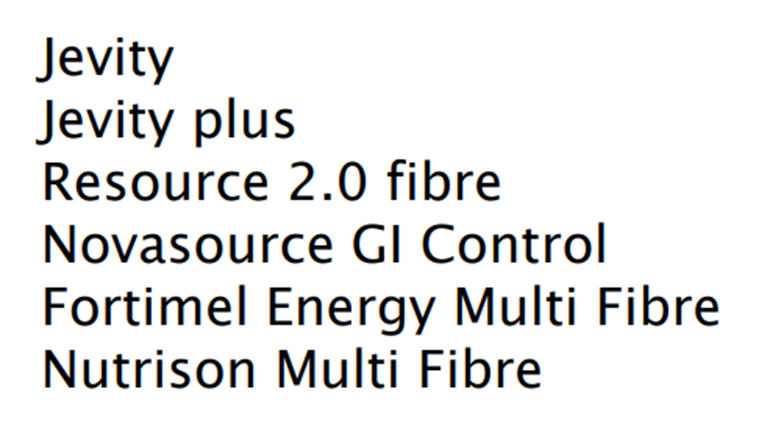 Jevity
Jevity plus
Resource 2.0 fibre
Novasource GI Control
Fortimel Energy Multi Fibre
Nutrison Multi Fibre